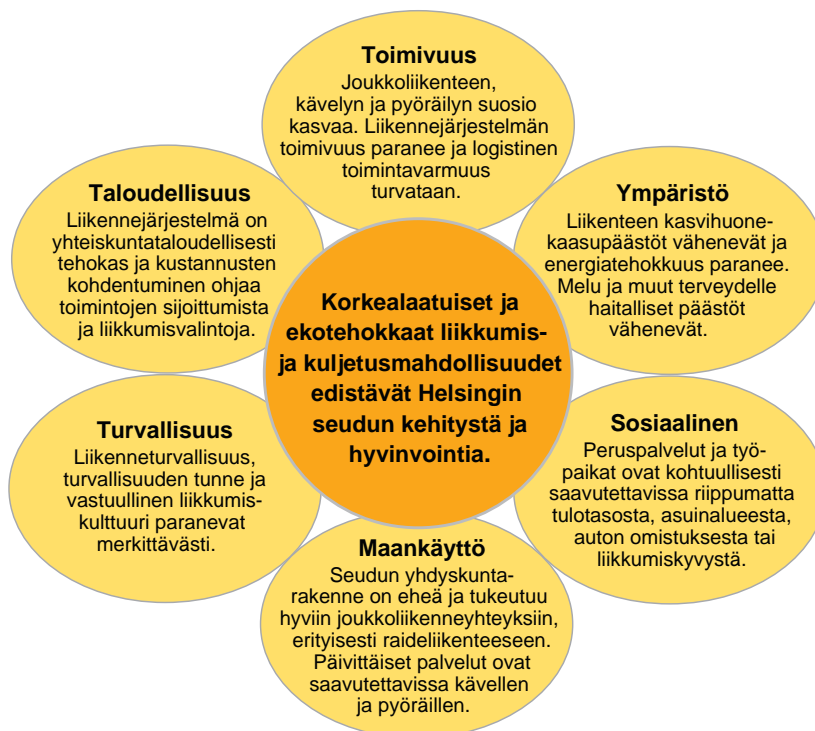 Toimivuus
Joukkoliikenteen,
kävelyn ja pyöräilyn suosio
kasvaa. Liikennejärjestelmän
toimivuus paranee ja logistinen
toimintavarmuus
turvataan.
Taloudellisuus
Liikennejärjestelmä on
yhteiskuntataloudellisesti
tehokas ja kustannusten
kohdentuminen ohjaa
toimintojen sijoittumista
ja liikkumisvalintoja.
Ympäristö
Liikenteen kasvihuone-
kaasupäästöt vähenevät ja
energiatehokkuus paranee.
Melu ja muut terveydelle
haitalliset päästöt
vähenevät.
Korkealaatuiset ja
ekotehokkaat liikkumis-
ja kuljetusmahdollisuudet
edistävät Helsingin
seudun kehitystä ja
hyvinvointia.
Turvallisuus
Liikenneturvallisuus,
turvallisuuden tunne ja
vastuullinen liikkumis-
kulttuuri paranevat
merkittävästi.
Sosiaalinen
Peruspalvelut ja työ-
paikat ovat kohtuullisesti
saavutettavissa riippumatta
tulotasosta, asuinalueesta,
auton omistuksesta tai
liikkumiskyvystä.
Maankäyttö
Seudun yhdyskunta-
rakenne on eheä ja tukeutuu
hyviin joukkoliikenneyhteyksiin,
erityisesti raideliikenteeseen.
Päivittäiset palvelut ovat
saavutettavissa kävellen
ja pyöräillen.